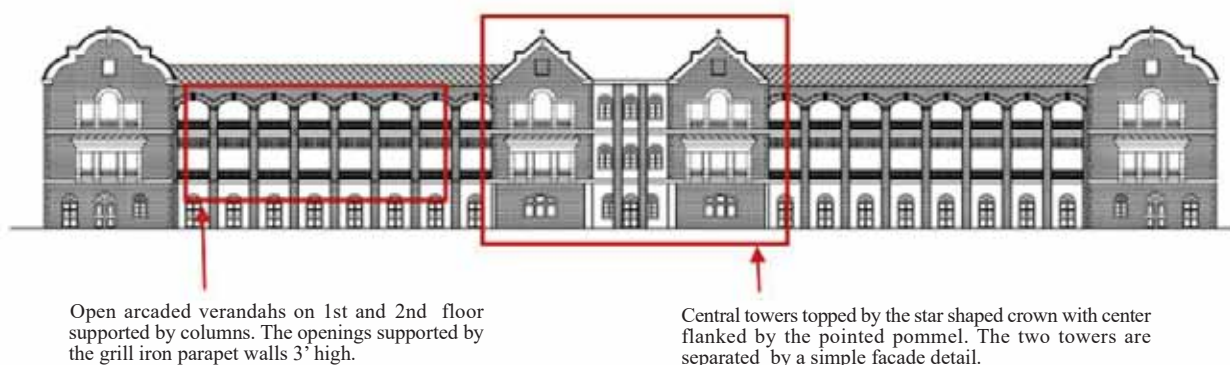 Open arcaded verandahs on 1st and 2nd floor
supported by columns. The openings supported by
the grill iron parapet walls 3’ high.
Central towers topped by the star shaped crown with center
flanked by the pointed pommel. The two towers are
separated by a simple facade detail.